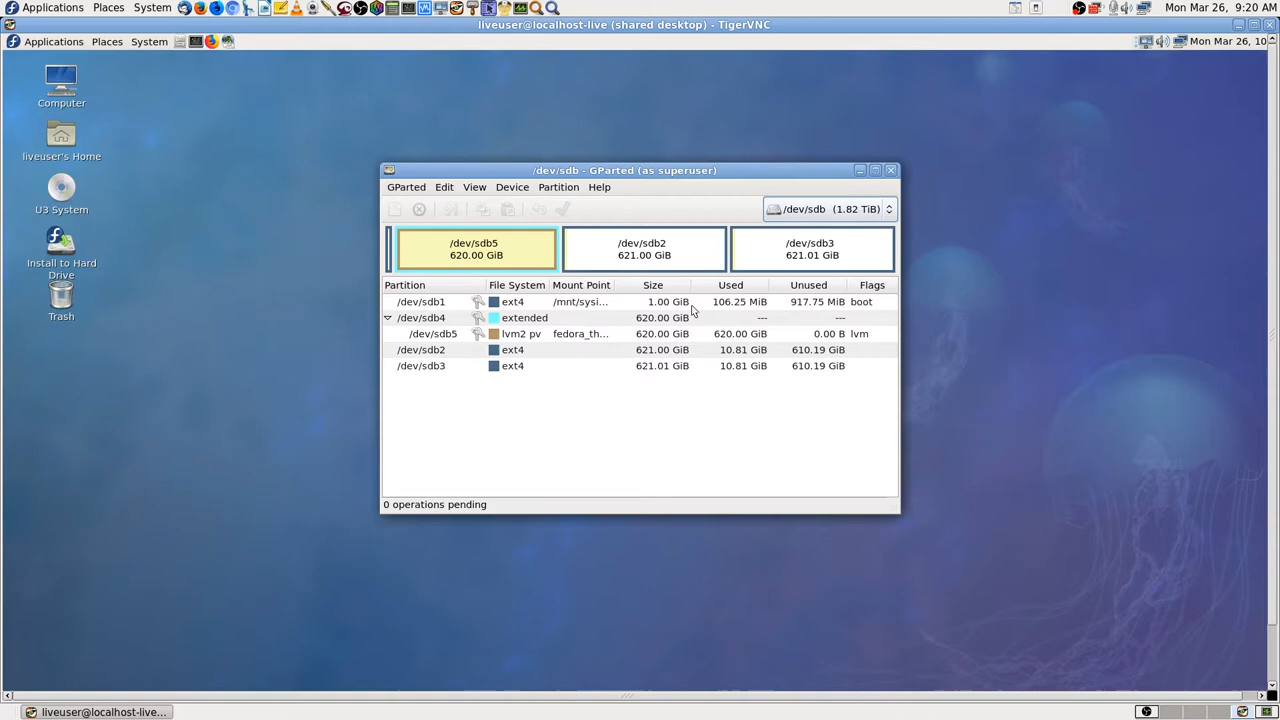 Applications Places System Mon Mar 26, 9:20 AM
liveuser@localhost-live (shared desktop) - TigerVNC
Applications Places System Mon Mar 26, 10
Computer
liveuser's Home
U3 System
Install to Hard
Drive
Trash
/dev/sdb - GParted (as superuser)
GParted Edit View Device Partition Help
/dev/sdb (1.82 TiB)
/dev/sdb5
620.00 GiB
/dev/sdb2
621.00 GiB
/dev/sdb3
621.01 GiB
Partition File System Mount Point Size Used Unused Flags
/dev/sdb1 ext4 /mnt/sysi... 1.00 GiB 106.25 MiB 917.75 MiB boot
/dev/sdb4 extended 620.00 GiB --- ---
/dev/sdb5 lvm2 pv fedora_th... 620.00 GiB 620.00 GiB 0.00 B lvm
/dev/sdb2 ext4 621.00 GiB 10.81 GiB 610.19 GiB
/dev/sdb3 ext4 621.01 GiB 10.81 GiB 610.19 GiB
0 operations pending
liveuser@localhost-live...